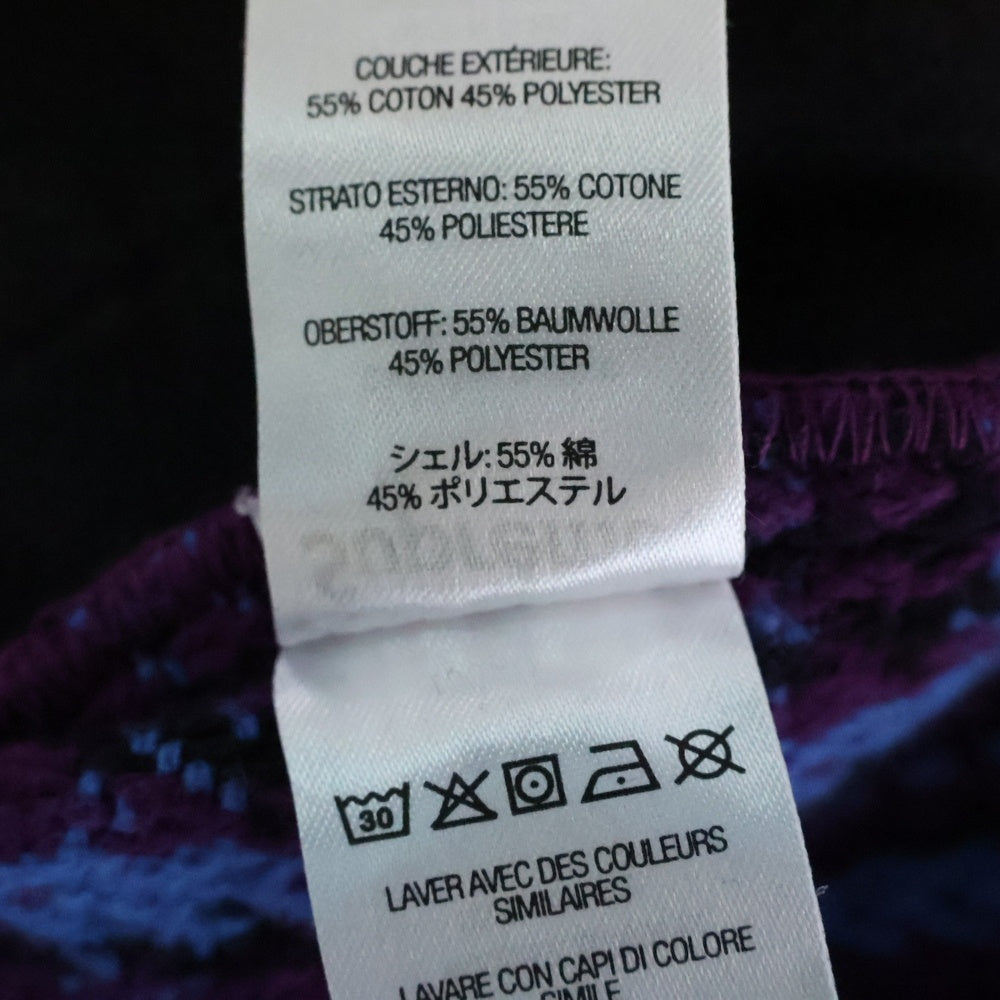 COUCHE EXTÉRIEURE:
55% COTON 45% POLYESTER
STRATO ESTERNO: 55% COTONE
45% POLIESTERE
OBERSTOFF: 55% BAUMWOLLE
45% POLYESTER
シェル: 55% 綿
45% ポリエステル
30
LAVER AVEC DES COULEURS
SIMILAIRES
LAVARE CON CAPI DI COLORE
SIMILE